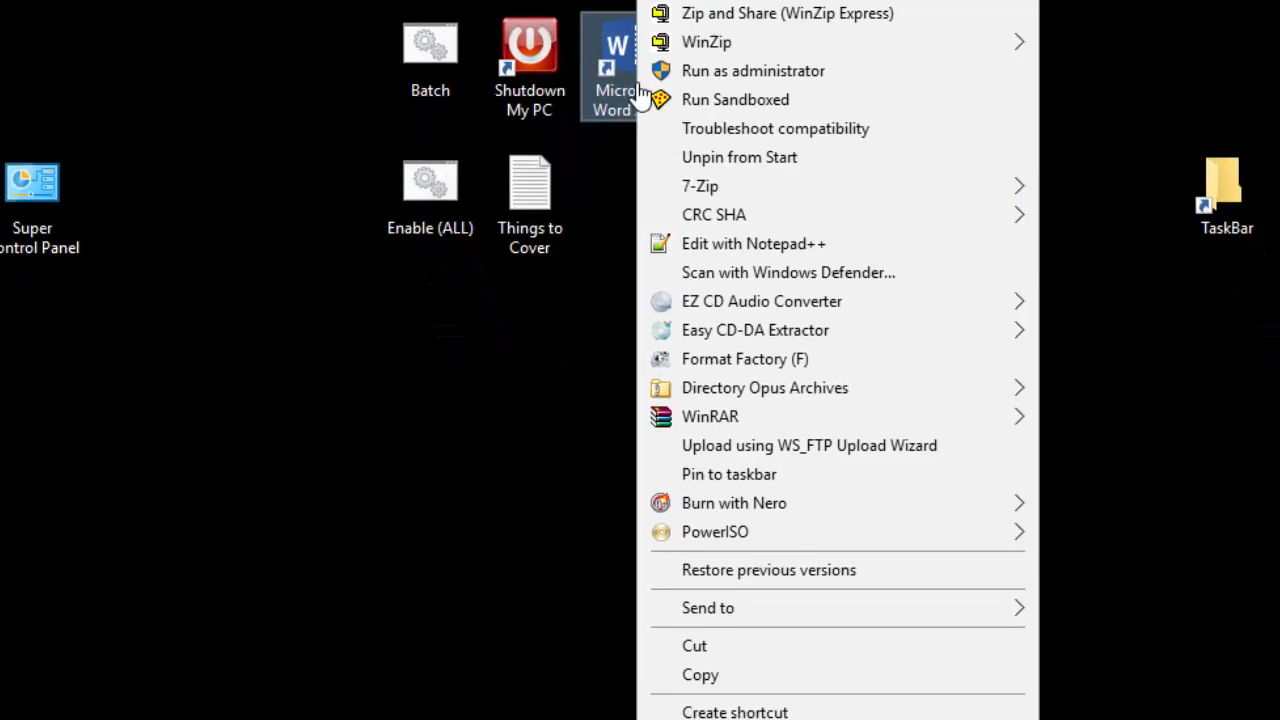 Batch
Shutdown
My PC
Word
Super
ontrol Panel
Enable (ALL)
Things to
Cover
Zip and Share (WinZip Express)
WinZip
Run as administrator
Run Sandboxed
Troubleshoot compatibility
Unpin from Start
7-Zip
CRC SHA
Edit with Notepad++
Scan with Windows Defender...
EZ CD Audio Converter
Easy CD-DA Extractor
Format Factory (F)
Directory Opus Archives
WinRAR
Upload using WS_FTP Upload Wizard
Pin to taskbar
Burn with Nero
PowerISO
Restore previous versions
Send to
Cut
Copy
Create shortcut
TaskBar